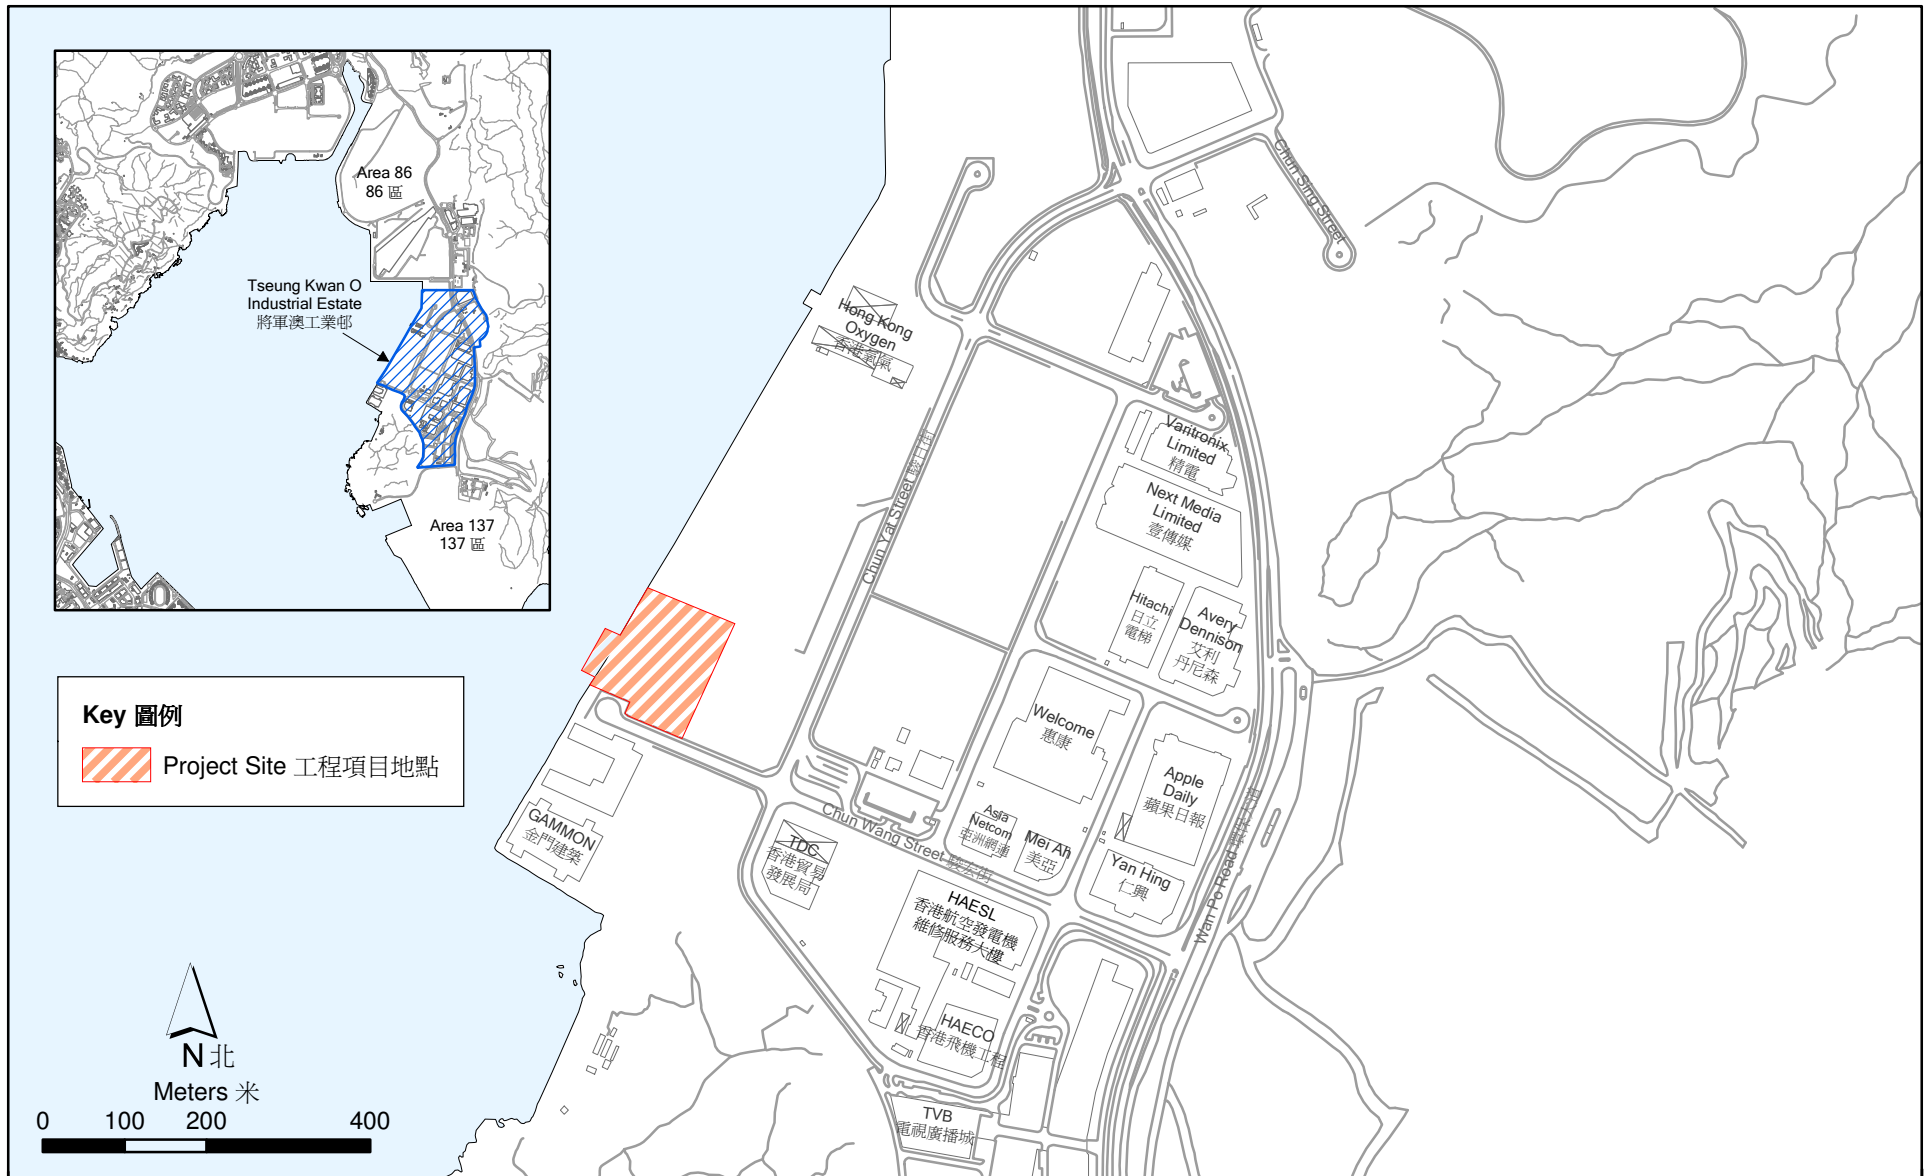 Area 86
86 區
Tseung Kwan O
Industrial Estate
將軍澳工業邨
Area 137
137 區
Key 圖例
Project Site 工程項目地點
N 北
Meters 米
0 100 200 400
Chun Sing Street
Hong Kong
Oxygen
香港氧氣
Chun Yat Street 駿日街
Varitronix
Limited
精電
Next Media
Limited
壹傳媒
Hitachi
日立
電梯
Avery
Dennison
艾利
丹尼森
Welcome
惠康
Apple
Daily
蘋果日報
Asia
Netcom
亞洲網通
Mei Ah
美亞
Yan Hing
仁興
Wan Po Road 環保大道
Chun Wang Street 駿宏街
GAMMON
金門建築
TDC
香港貿易
發展局
HAESL
香港航空發電機
維修服務大樓
HAECO
香港飛機工程
TVB
電視廣播城